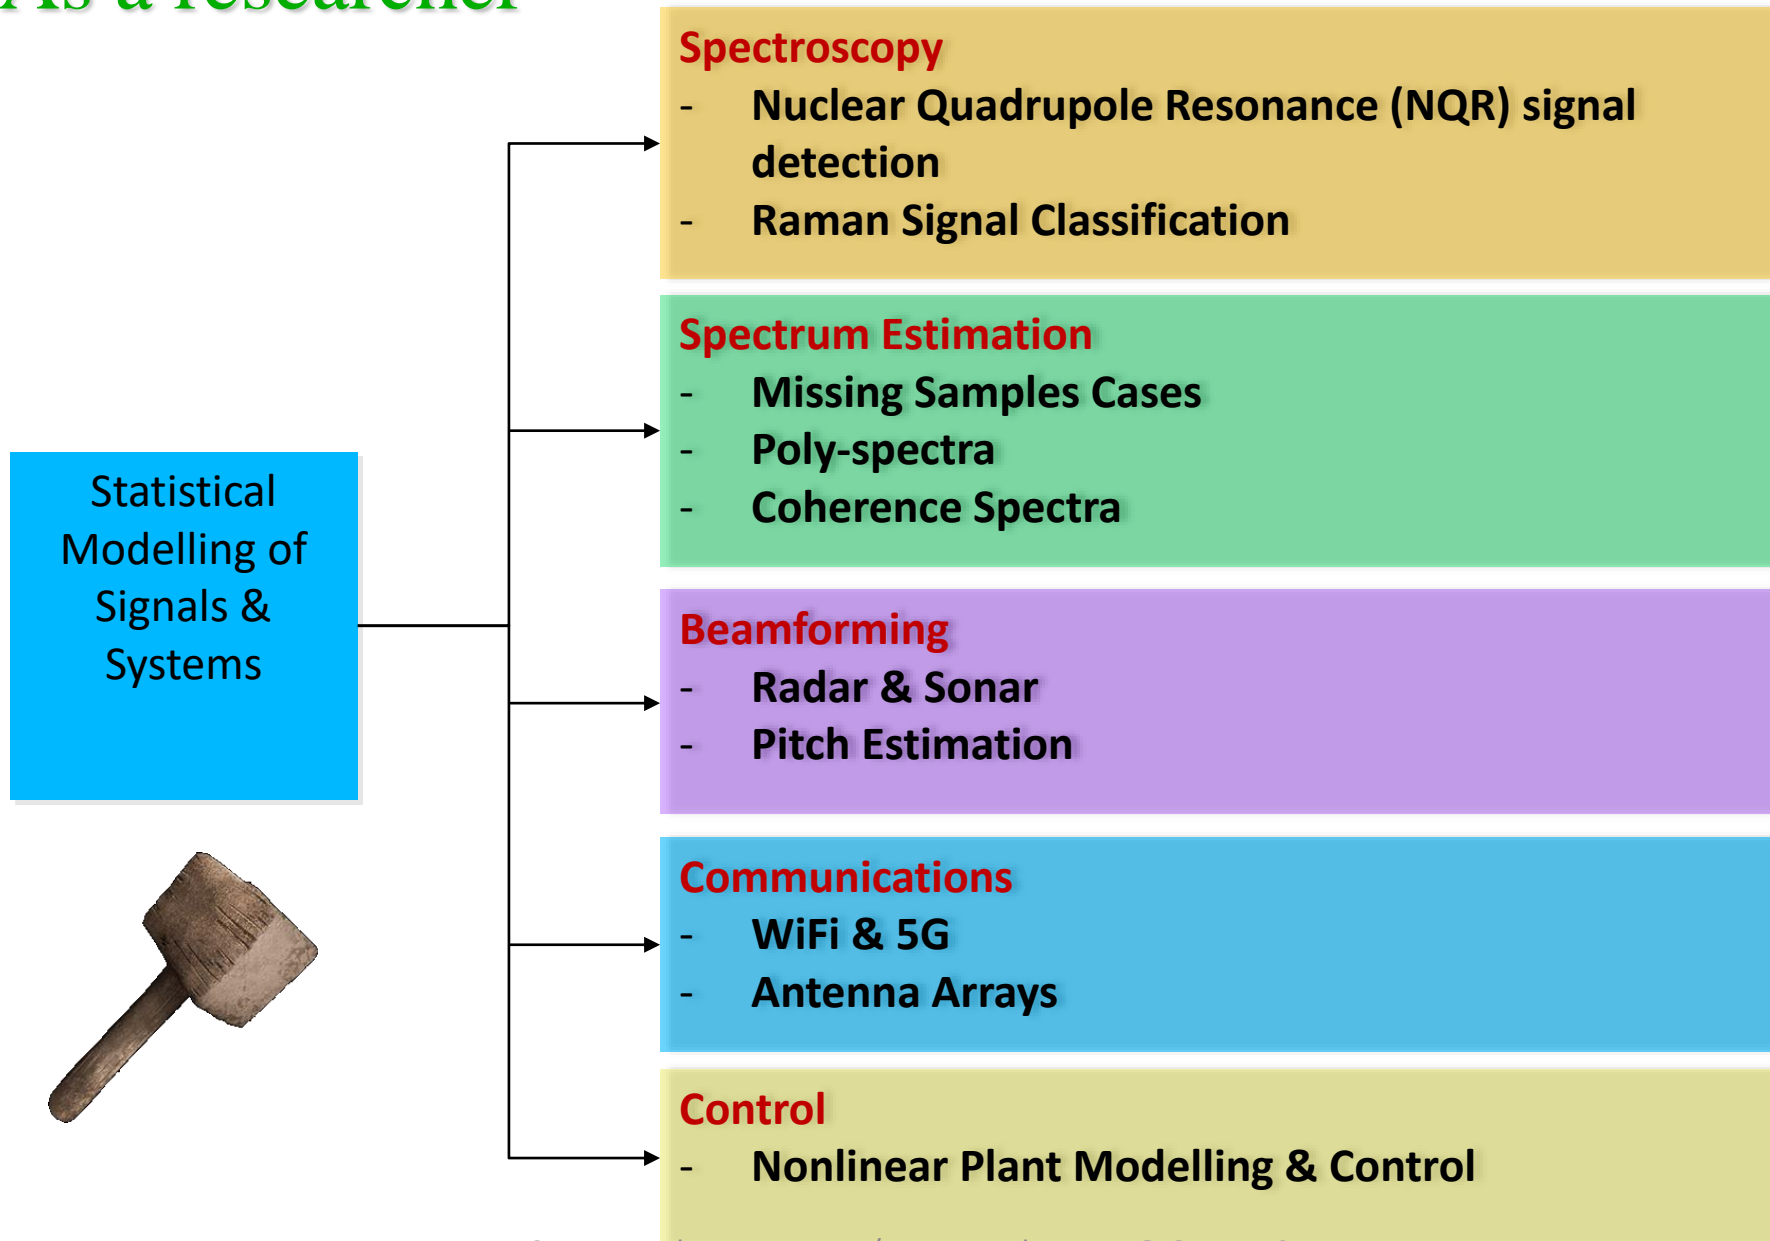 As a researcher
Spectroscopy
- Nuclear Quadrupole Resonance (NQR) signal
detection
- Raman Signal Classification
Spectrum Estimation
- Missing Samples Cases
- Poly-spectra
- Coherence Spectra
Statistical
Modelling of
Signals &
Systems
Beamforming
- Radar & Sonar
- Pitch Estimation
Communications
- WiFi & 5G
- Antenna Arrays
Control
- Nonlinear Plant Modelling & Control